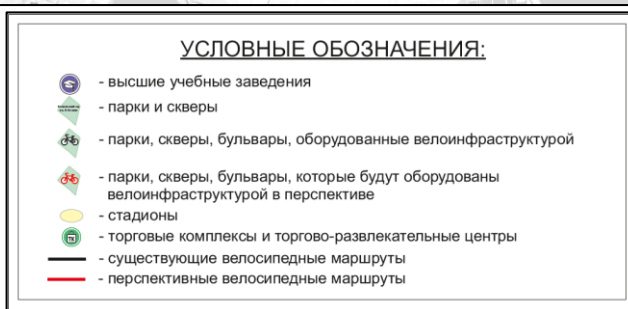 УСЛОВНЫЕ ОБОЗНАЧЕНИЯ:
- высшие учебные заведения
- парки и скверы
- парки, скверы, бульвары, оборудованные велоинфраструктурой
- парки, скверы, бульвары, которые будут оборудованы
велоинфраструктурой в перспективе
- стадионы
ТК - торговые комплексы и торгово-развлекательные центры
- существующие велосипедные маршруты
- перспективные велосипедные маршруты